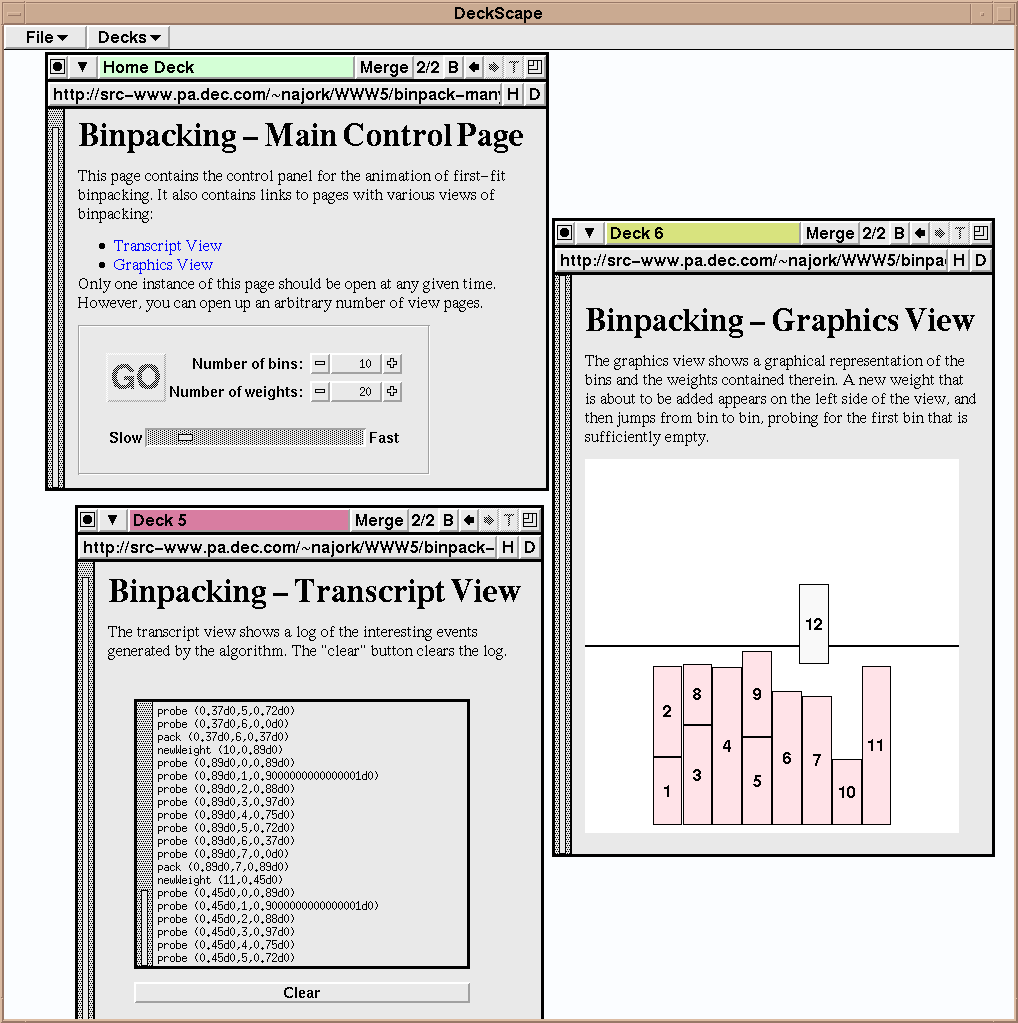 DeckScape
File Decks
Home Deck Merge 2/2 B T
http://src-www.pa.dec.com/~najork/WWW5/binpack-many H D
Binpacking – Main Control Page
This page contains the control panel for the animation of first-fit
binpacking. It also contains links to pages with various views of
binpacking:
Transcript View
Graphics View
Only one instance of this page should be open at any given time.
However, you can open up an arbitrary number of view pages.
GO
Number of bins: 10
Number of weights: 20
Slow Fast
Deck 6 Merge 2/2 B T
http://src-www.pa.dec.com/~najork/WWW5/binpa H D
Binpacking – Graphics View
The graphics view shows a graphical representation of the
bins and the weights contained therein. A new weight that
is about to be added appears on the left side of the view, and
then jumps from bin to bin, probing for the first bin that is
sufficiently empty.
12
2 8 9
4 6 7 11
1 3 5 10
Deck 5 Merge 2/2 B T
http://src-www.pa.dec.com/~najork/WWW5/binpack- H D
Binpacking – Transcript View
The transcript view shows a log of the interesting events
generated by the algorithm. The "clear" button clears the log.
probe (0.37d0,5,0.72d0)
probe (0.37d0,6,0.0d0)
pack (0.37d0,6,0.37d0)
newWeight (10,0.89d0)
probe (0.89d0,0,0.89d0)
probe (0.89d0,1,0.9000000000000001d0)
probe (0.89d0,2,0.88d0)
probe (0.89d0,3,0.97d0)
probe (0.89d0,4,0.75d0)
probe (0.89d0,5,0.72d0)
probe (0.89d0,6,0.37d0)
probe (0.89d0,7,0.0d0)
pack (0.89d0,7,0.89d0)
newWeight (11,0.45d0)
probe (0.45d0,0,0.89d0)
probe (0.45d0,1,0.9000000000000001d0)
probe (0.45d0,2,0.88d0)
probe (0.45d0,3,0.97d0)
probe (0.45d0,4,0.75d0)
probe (0.45d0,5,0.72d0)
Clear